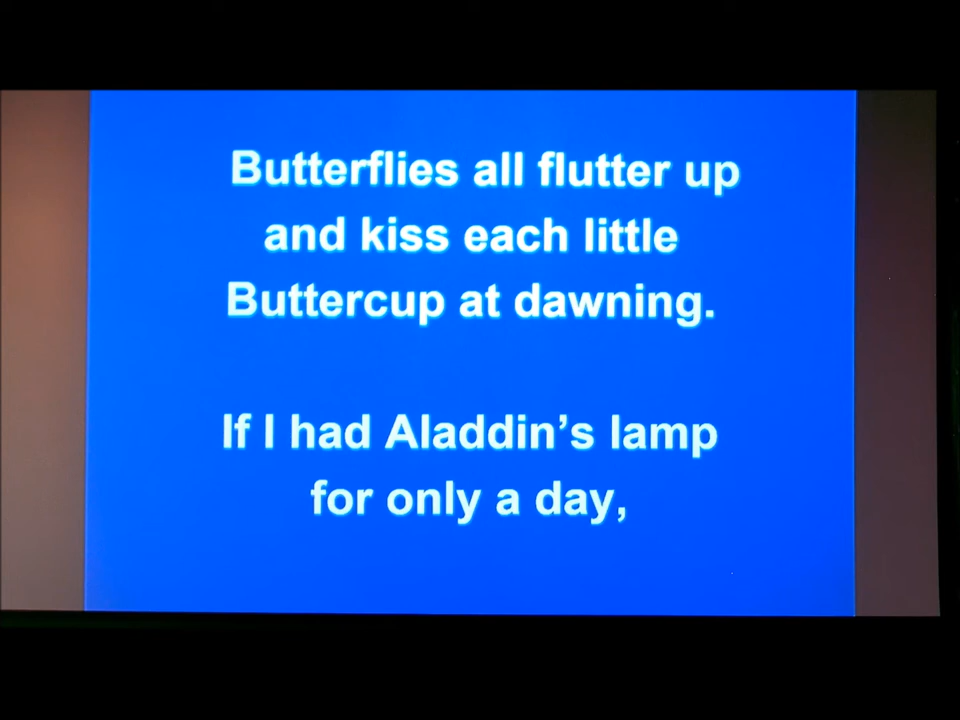 Butterflies all flutter up
and kiss each little
Buttercup at dawning.
If I had Aladdin’s lamp
for only a day,